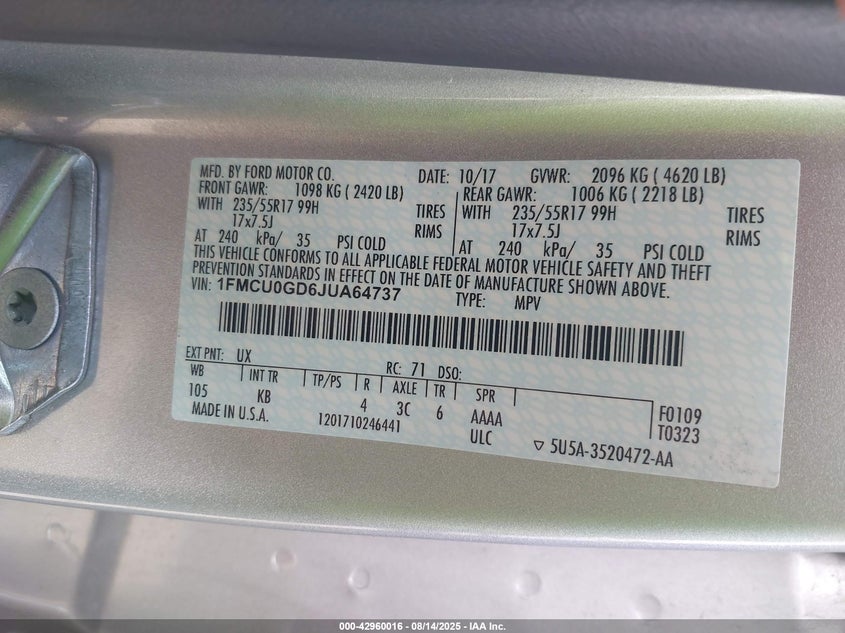 MFD. BY FORD MOTOR CO. DATE: 10/17 GVWR: 2096 KG ( 4620 LB)
FRONT GAWR: 1098 KG ( 2420 LB) REAR GAWR: 1006 KG ( 2218 LB)
WITH 235/55R17 99H TIRES WITH 235/55R17 99H TIRES
17x7.5J RIMS 17x7.5J RIMS
AT 240 kPa/ 35 PSI COLD AT 240 kPa/ 35 PSI COLD
THIS VEHICLE CONFORMS TO ALL APPLICABLE FEDERAL MOTOR VEHICLE SAFETY AND THEFT
PREVENTION STANDARDS IN EFFECT ON THE DATE OF MANUFACTURE SHOWN ABOVE.
VIN: 1FMCU0GD6JUA64737 TYPE: MPV
EXT PNT: UX RC: 71 DSO:
WB INT TR TP/PS R AXLE TR SPR
105 KB 4 3C 6 AAAA F0109
MADE IN U.S.A. 1201710246441 ULC T0323
▽ 5U5A-3520472-AA
000-42960016 - 08/14/2025 - IAA Inc.